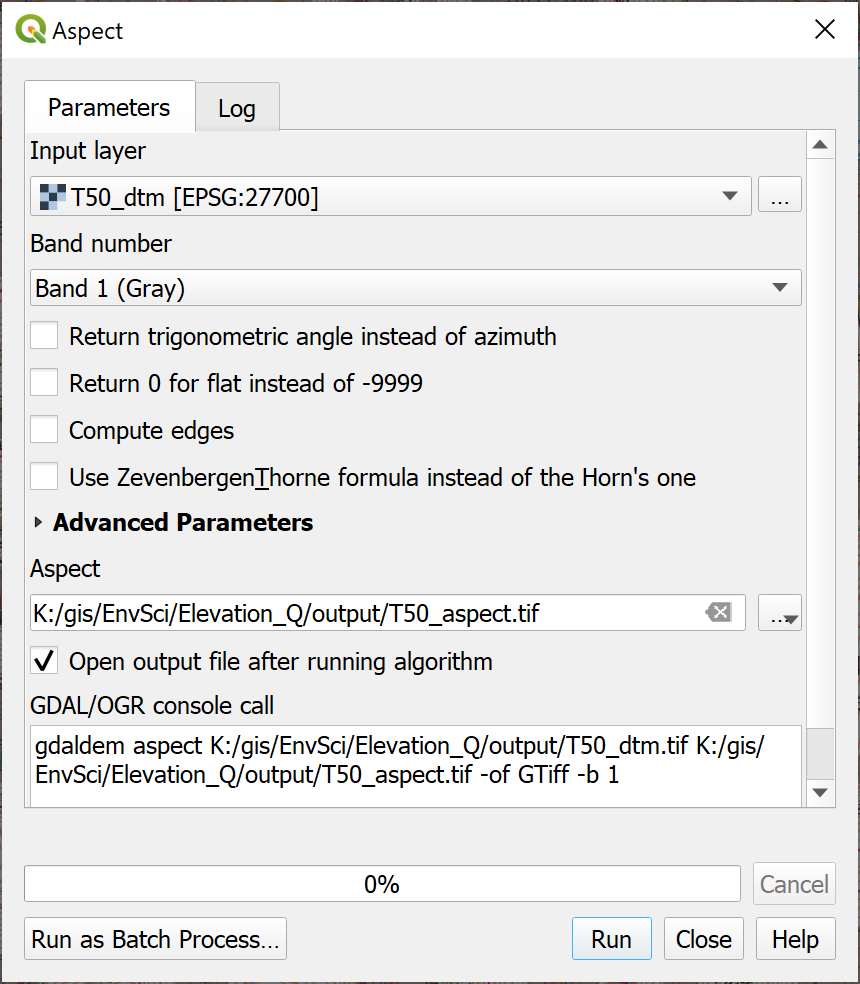 Aspect
Parameters
Log
Input layer
T50_dtm [EPSG:27700]
...
Band number
Band 1 (Gray)
Return trigonometric angle instead of azimuth
Return 0 for flat instead of -9999
Compute edges
Use ZevenbergenThorne formula instead of the Horn's one
Advanced Parameters
Aspect
K:/gis/EnvSci/Elevation_Q/output/T50_aspect.tif
...
Open output file after running algorithm
GDAL/OGR console call
gdaldem aspect K:/gis/EnvSci/Elevation_Q/output/T50_dtm.tif K:/gis/
EnvSci/Elevation_Q/output/T50_aspect.tif -of GTiff -b 1
0%
Cancel
Run as Batch Process...
Run
Close
Help